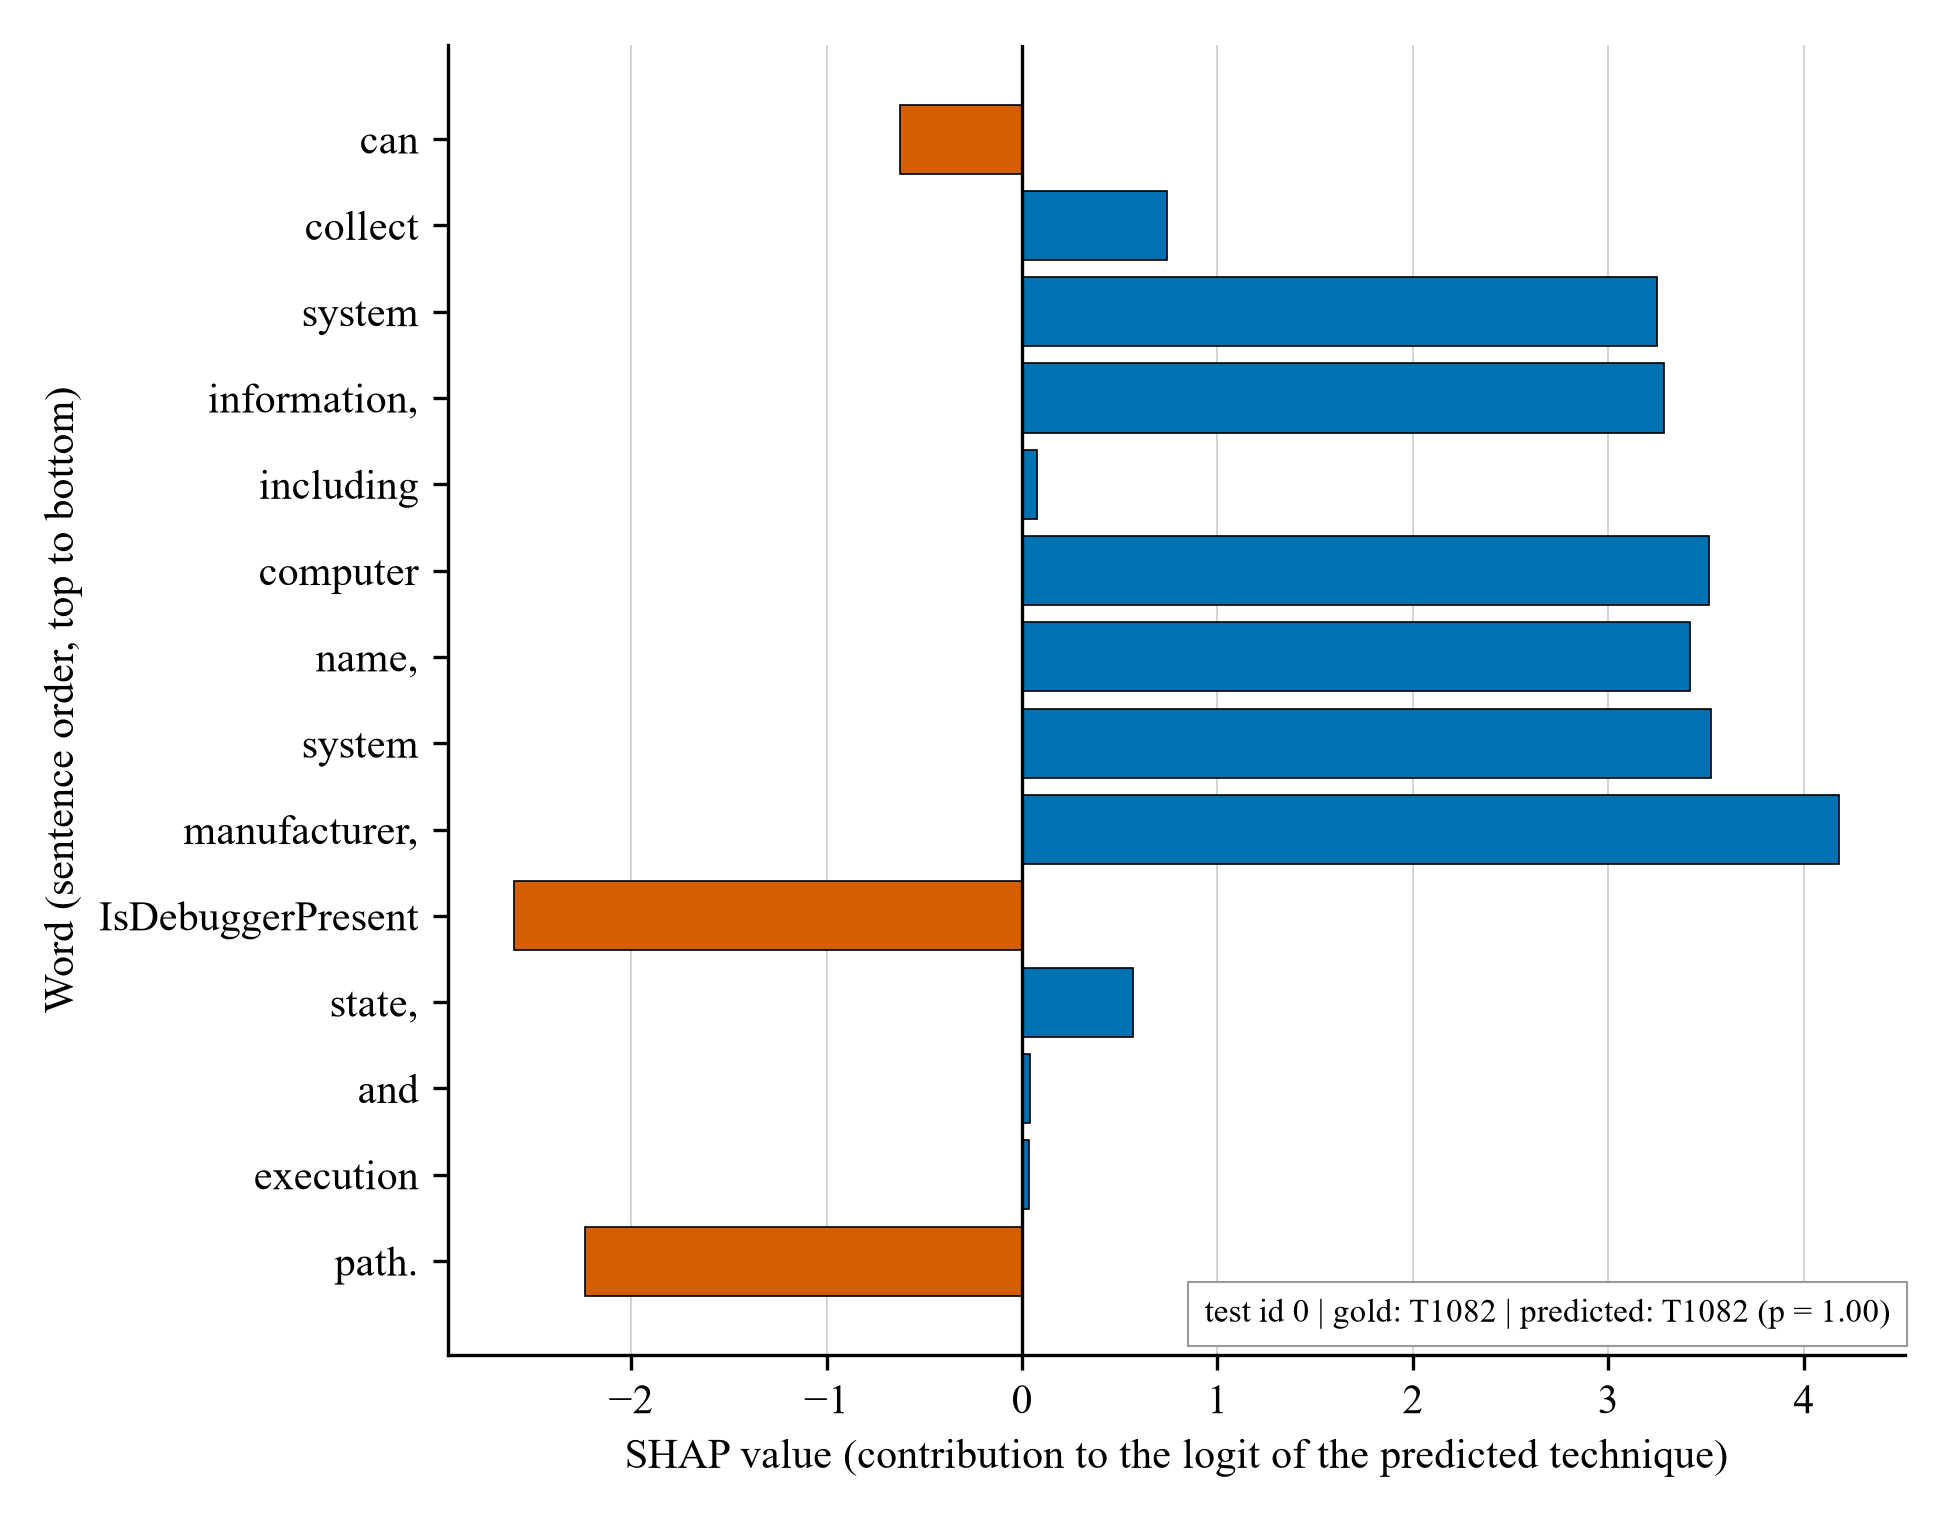 Word (sentence order, top to bottom)
can
collect
system
information,
including
computer
name,
system
manufacturer,
IsDebuggerPresent
state,
and
execution
path.
test id 0 | gold: T1082 | predicted: T1082 (p = 1.00)
−2 −1 0 1 2 3 4
SHAP value (contribution to the logit of the predicted technique)